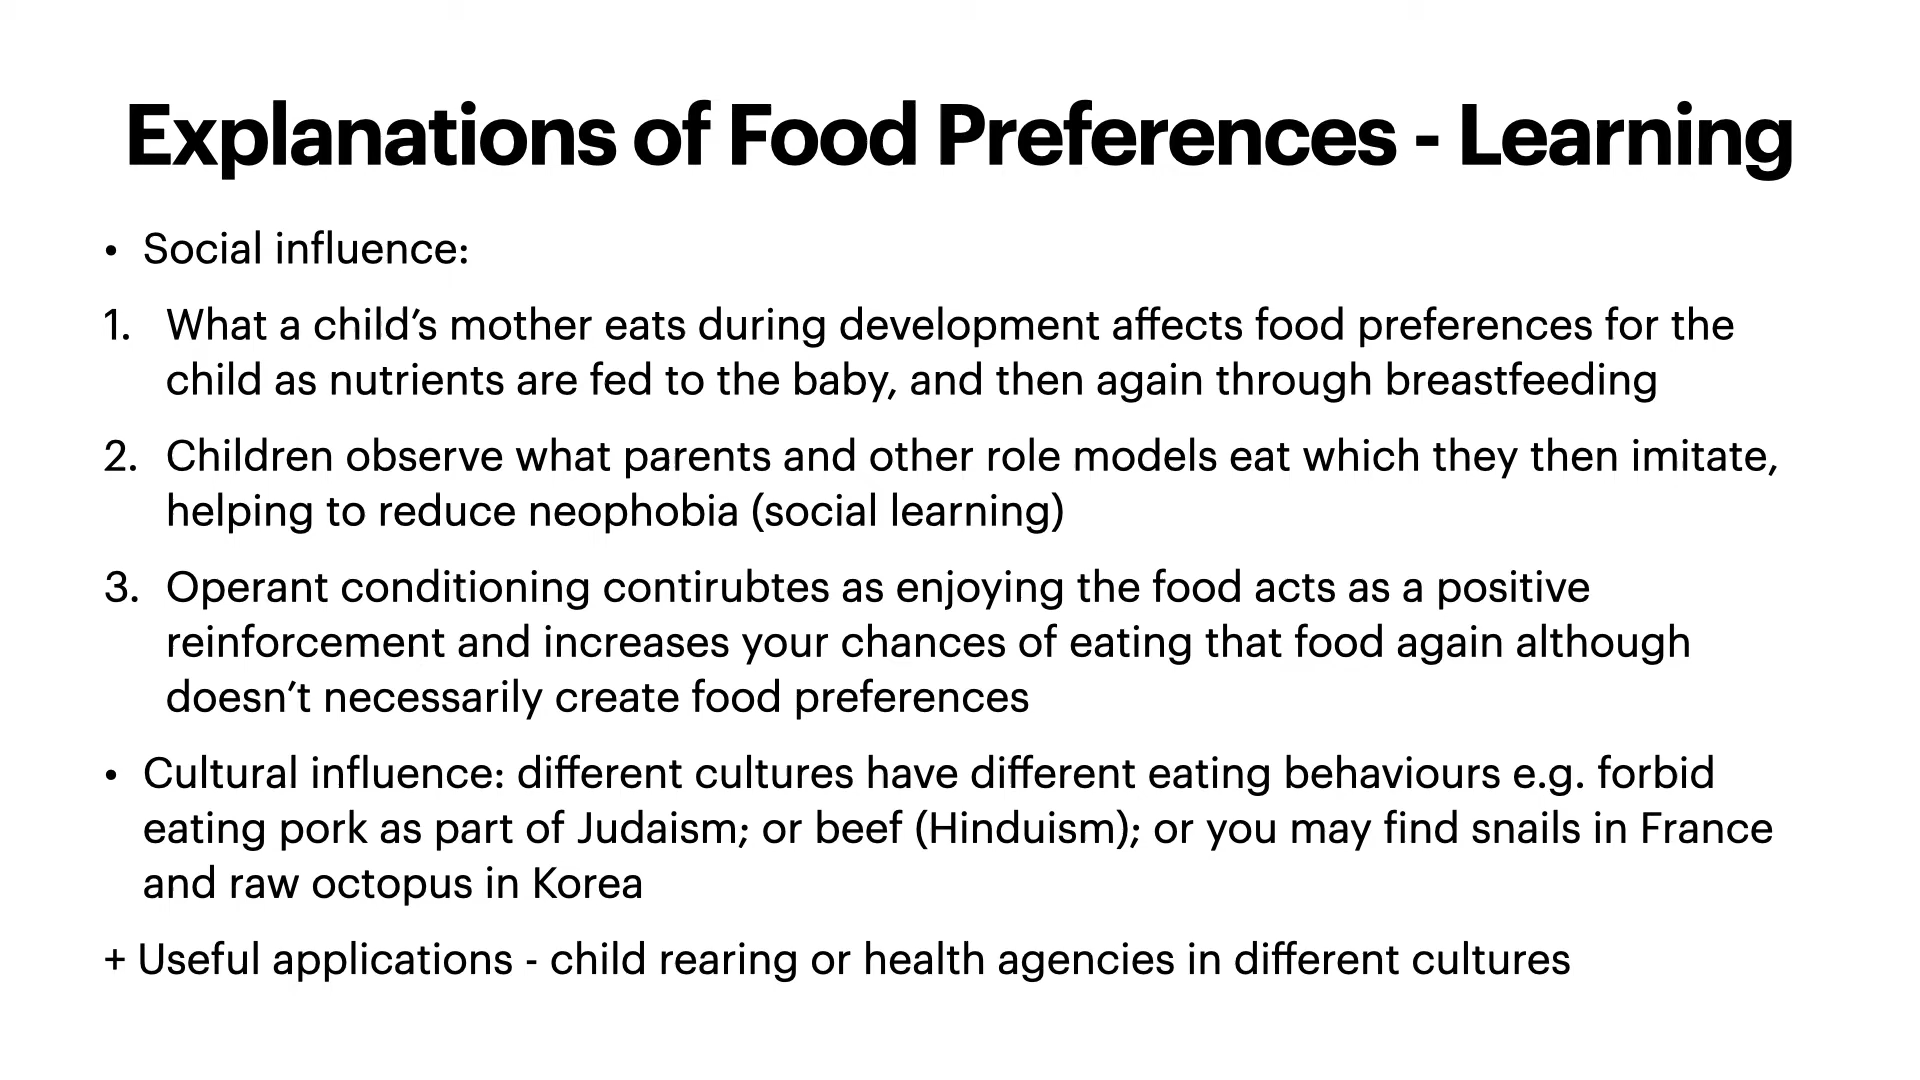 Explanations of Food Preferences - Learning
• Social influence:
1. What a child’s mother eats during development affects food preferences for the
child as nutrients are fed to the baby, and then again through breastfeeding
2. Children observe what parents and other role models eat which they then imitate,
helping to reduce neophobia (social learning)
3. Operant conditioning contirubtes as enjoying the food acts as a positive
reinforcement and increases your chances of eating that food again although
doesn’t necessarily create food preferences
• Cultural influence: different cultures have different eating behaviours e.g. forbid
eating pork as part of Judaism; or beef (Hinduism); or you may find snails in France
and raw octopus in Korea
+ Useful applications - child rearing or health agencies in different cultures